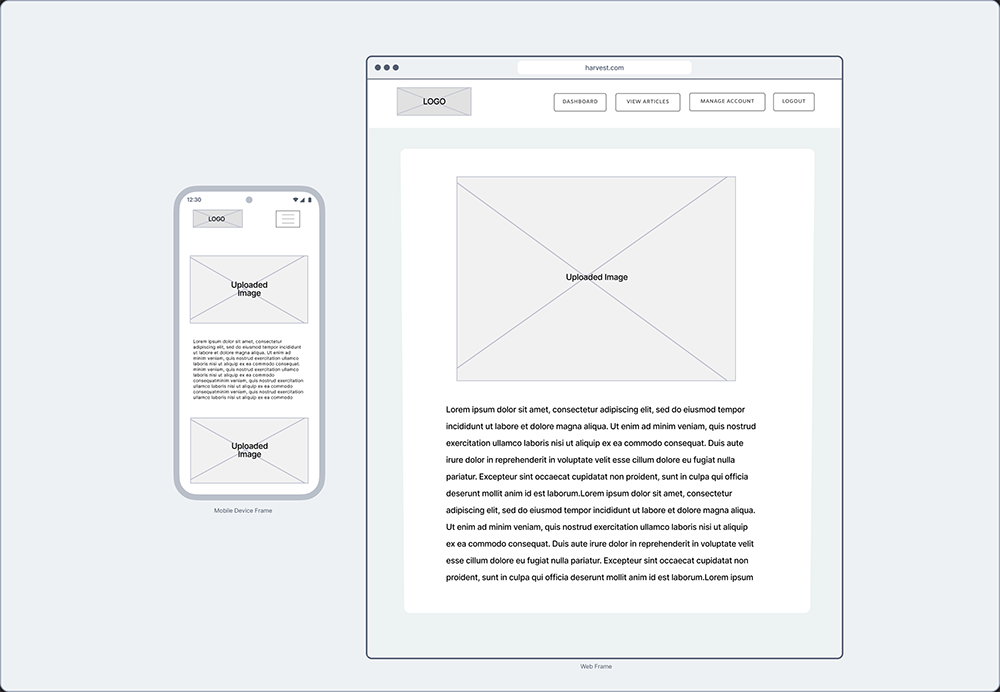 12:30
LOGO
Uploaded
Image
Lorem ipsum dolor sit amet, consectetur
adipiscing elit, sed do eiusmod tempor incididunt
ut labore et dolore magna aliqua. Ut enim ad
minim veniam, quis nostrud exercitation ullamco
laboris nisi ut aliquip ex ea commodo consequat.
minim veniam, quis nostrud exercitation ullamco
laboris nisi ut aliquip ex ea commodo
consequatminim veniam, quis nostrud exercitation
ullamco laboris nisi ut aliquip ex ea commodo
consequatminim veniam, quis nostrud exercitation
ullamco laboris nisi ut aliquip ex ea commodo
Uploaded
Image
Mobile Device Frame
harvest.com
LOGO
DASHBOARD
VIEW ARTICLES
MANAGE ACCOUNT
LOGOUT
Uploaded Image
Lorem ipsum dolor sit amet, consectetur adipiscing elit, sed do eiusmod tempor
incididunt ut labore et dolore magna aliqua. Ut enim ad minim veniam, quis nostrud
exercitation ullamco laboris nisi ut aliquip ex ea commodo consequat. Duis aute
irure dolor in reprehenderit in voluptate velit esse cillum dolore eu fugiat nulla
pariatur. Excepteur sint occaecat cupidatat non proident, sunt in culpa qui officia
deserunt mollit anim id est laborum.Lorem ipsum dolor sit amet, consectetur
adipiscing elit, sed do eiusmod tempor incididunt ut labore et dolore magna aliqua.
Ut enim ad minim veniam, quis nostrud exercitation ullamco laboris nisi ut aliquip
ex ea commodo consequat. Duis aute irure dolor in reprehenderit in voluptate velit
esse cillum dolore eu fugiat nulla pariatur. Excepteur sint occaecat cupidatat non
proident, sunt in culpa qui officia deserunt mollit anim id est laborum.Lorem ipsum
Web Frame